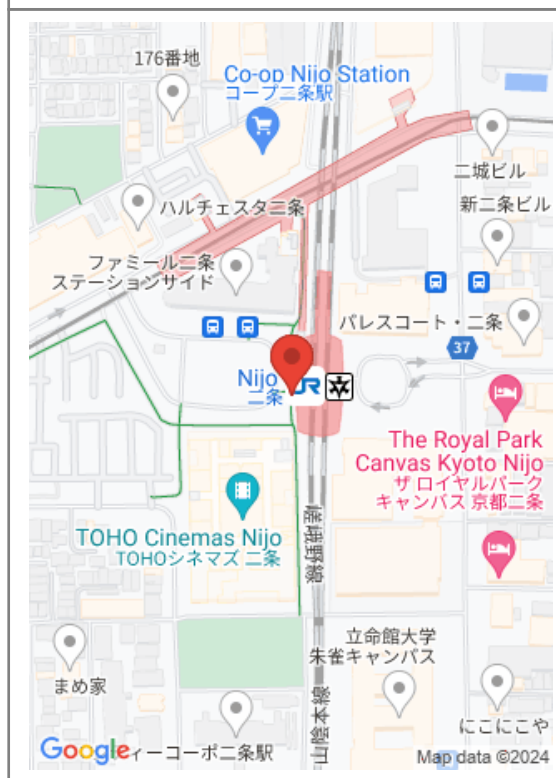 176番地
Co-op Nijo Station
コープ二条駅
二城ビル
ハルチェスタ二条
新二条ビル
ファミール二条
ステーションサイド
パレスコート・二条
37
Nijo
二条
JR
The Royal Park
Canvas Kyoto Nijo
ザ ロイヤルパーク
キャンバス 京都二条
TOHO Cinemas Nijo
TOHOシネマズ 二条
嵯峨野線
立命館大学
朱雀キャンパス
まめ家
山陰本線
にこにこや
ィーコーポ二条駅
Google
Map data ©2024